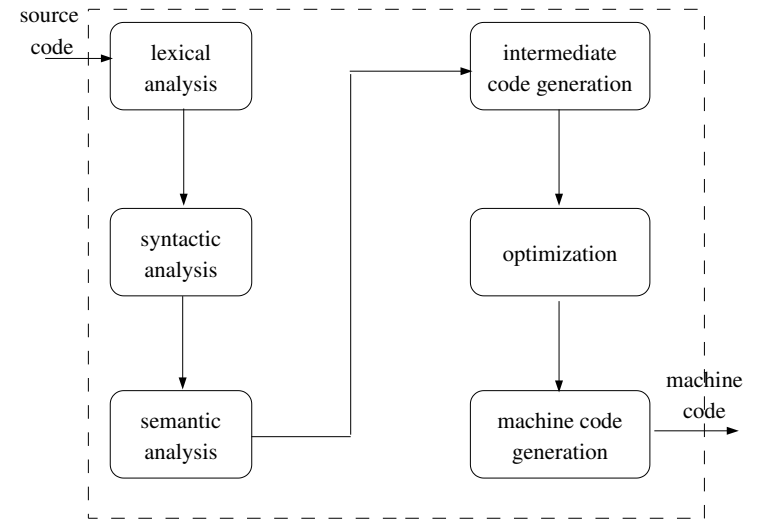 source
code
lexical
analysis
syntactic
analysis
semantic
analysis
intermediate
code generation
optimization
machine code
generation
machine
code